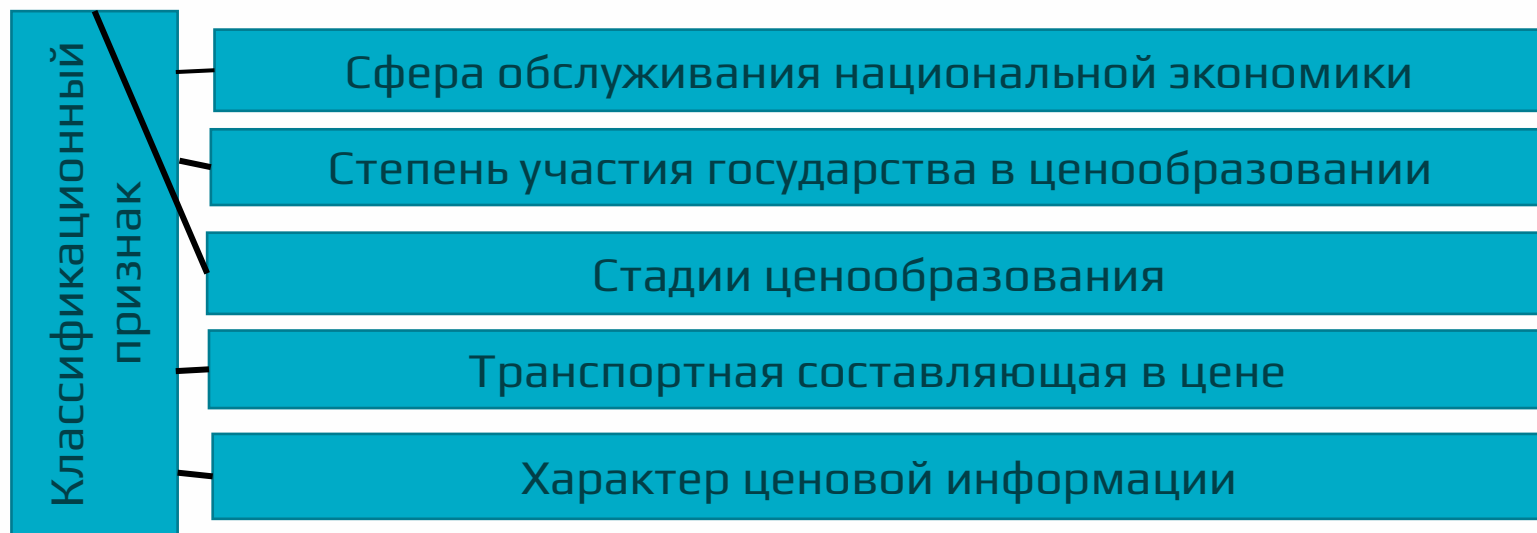 Классификационный
признак
Сфера обслуживания национальной экономики
Степень участия государства в ценообразовании
Стадии ценообразования
Транспортная составляющая в цене
Характер ценовой информации